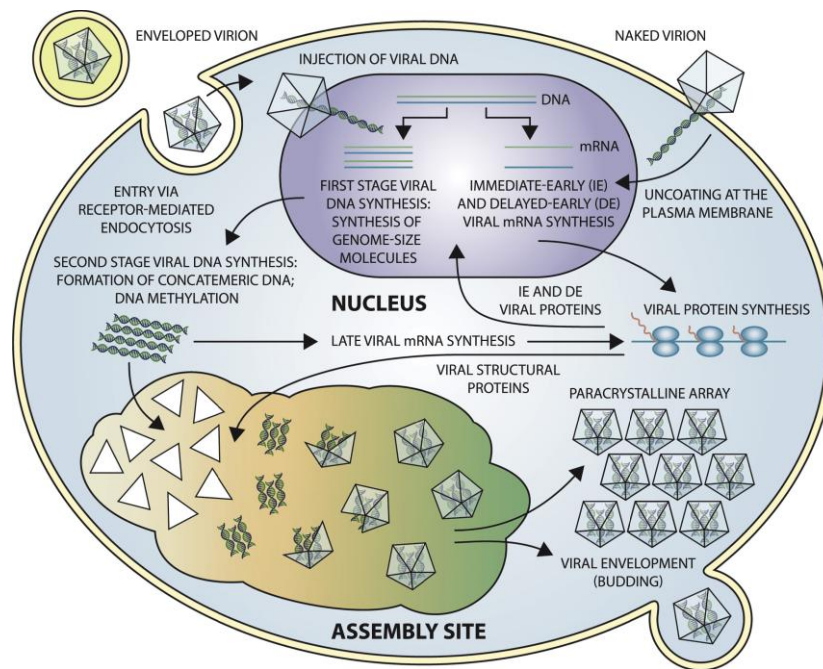 ENVELOPED VIRION
NAKED VIRION
INJECTION OF VIRAL DNA
DNA
mRNA
ENTRY VIA
RECEPTOR-MEDIATED
ENDOCYTOSIS
FIRST STAGE VIRAL
DNA SYNTHESIS:
SYNTHESIS OF
GENOME-SIZE
MOLECULES
IMMEDIATE-EARLY (IE)
AND DELAYED-EARLY (DE)
VIRAL mRNA SYNTHESIS
UNCOATING AT THE
PLASMA MEMBRANE
SECOND STAGE VIRAL DNA SYNTHESIS:
FORMATION OF CONCATEMERIC DNA;
DNA METHYLATION
NUCLEUS
IE AND DE
VIRAL PROTEINS
VIRAL PROTEIN SYNTHESIS
LATE VIRAL mRNA SYNTHESIS
VIRAL STRUCTURAL
PROTEINS
PARACRYSTALLINE ARRAY
VIRAL ENVELOPMENT
(BUDDING)
ASSEMBLY SITE